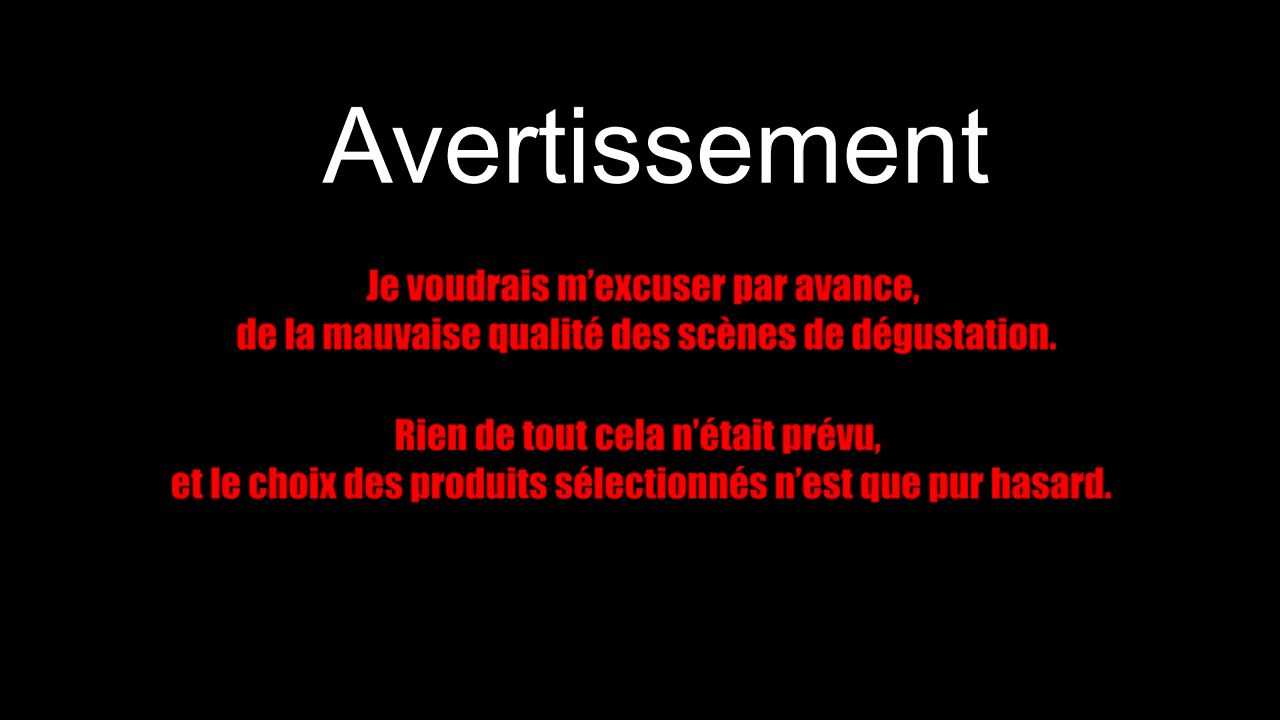 Avertissement
Je voudrais m’excuser par avance,
de la mauvaise qualité des scènes de dégustation.
Rien de tout cela n’était prévu,
et le choix des produits sélectionnés n’est que pur hasard.